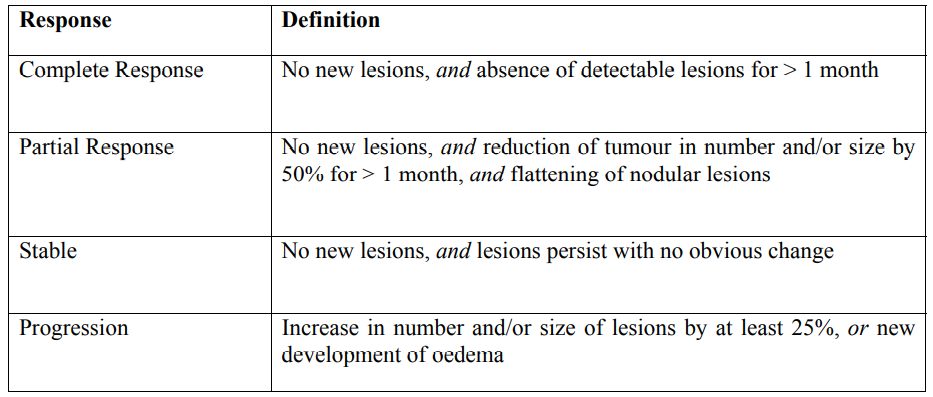 Response Definition
Complete Response No new lesions, and absence of detectable lesions for > 1 month
Partial Response No new lesions, and reduction of tumour in number and/or size by
50% for > 1 month, and flattening of nodular lesions
Stable No new lesions, and lesions persist with no obvious change
Progression Increase in number and/or size of lesions by at least 25%, or new
development of oedema